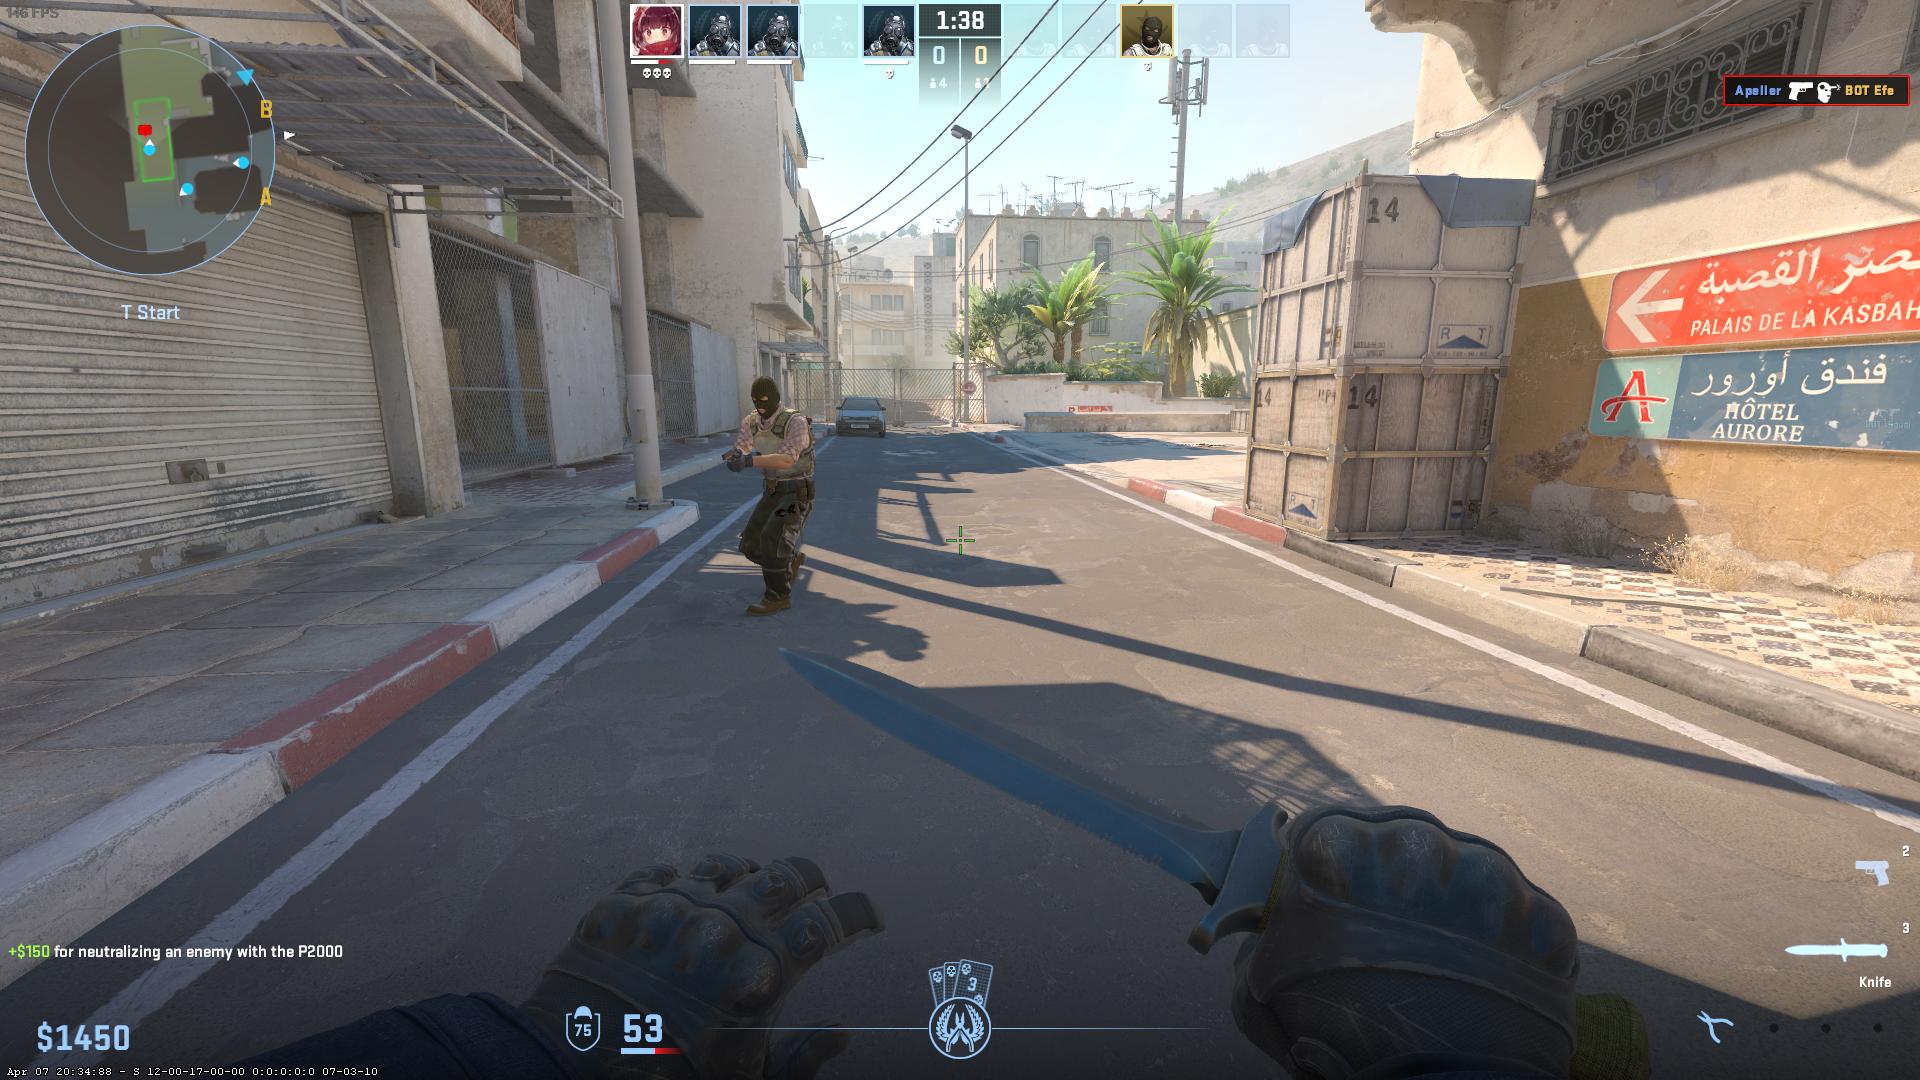 146 FPS
1:38
0 0
4 1
Apeller BOT Efe
B
A
T Start
14
14
14
R T
R T
قصر القصبة
PALAIS DE LA KASBAH
فندق أورور
HÔTEL
AURORE
2
3
Knife
+$150 for neutralizing an enemy with the P2000
$1450
75
53
3
Apr 07 20:34:88 - S 12-00-17-00-00 0:0:0:0:0 07-03-10